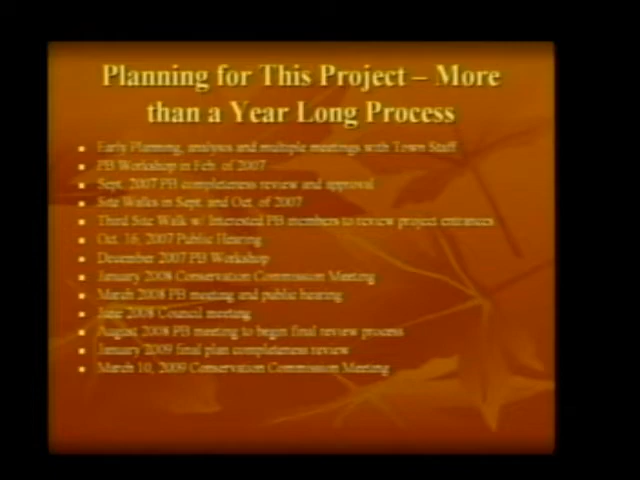 Planning for This Project – More
than a Year Long Process
Early Planning, analysis and multiple meetings with Town Staff
PB Workshop in Feb. of 2007
Sept. 2007 PB completeness review and approval
Site Walks in Sept. and Oct. of 2007
Third Site Walk w/ Interested PB members to review project entrances
Oct. 16, 2007 Public Hearing
December 2007 PB Workshop
January 2008 Conservation Commission Meeting
March 2008 PB meeting and public hearing
June 2008 Council meeting
August 2008 PB meeting to begin final review process
January 2009 final plan completeness review
March 10, 2009 Conservation Commission Meeting